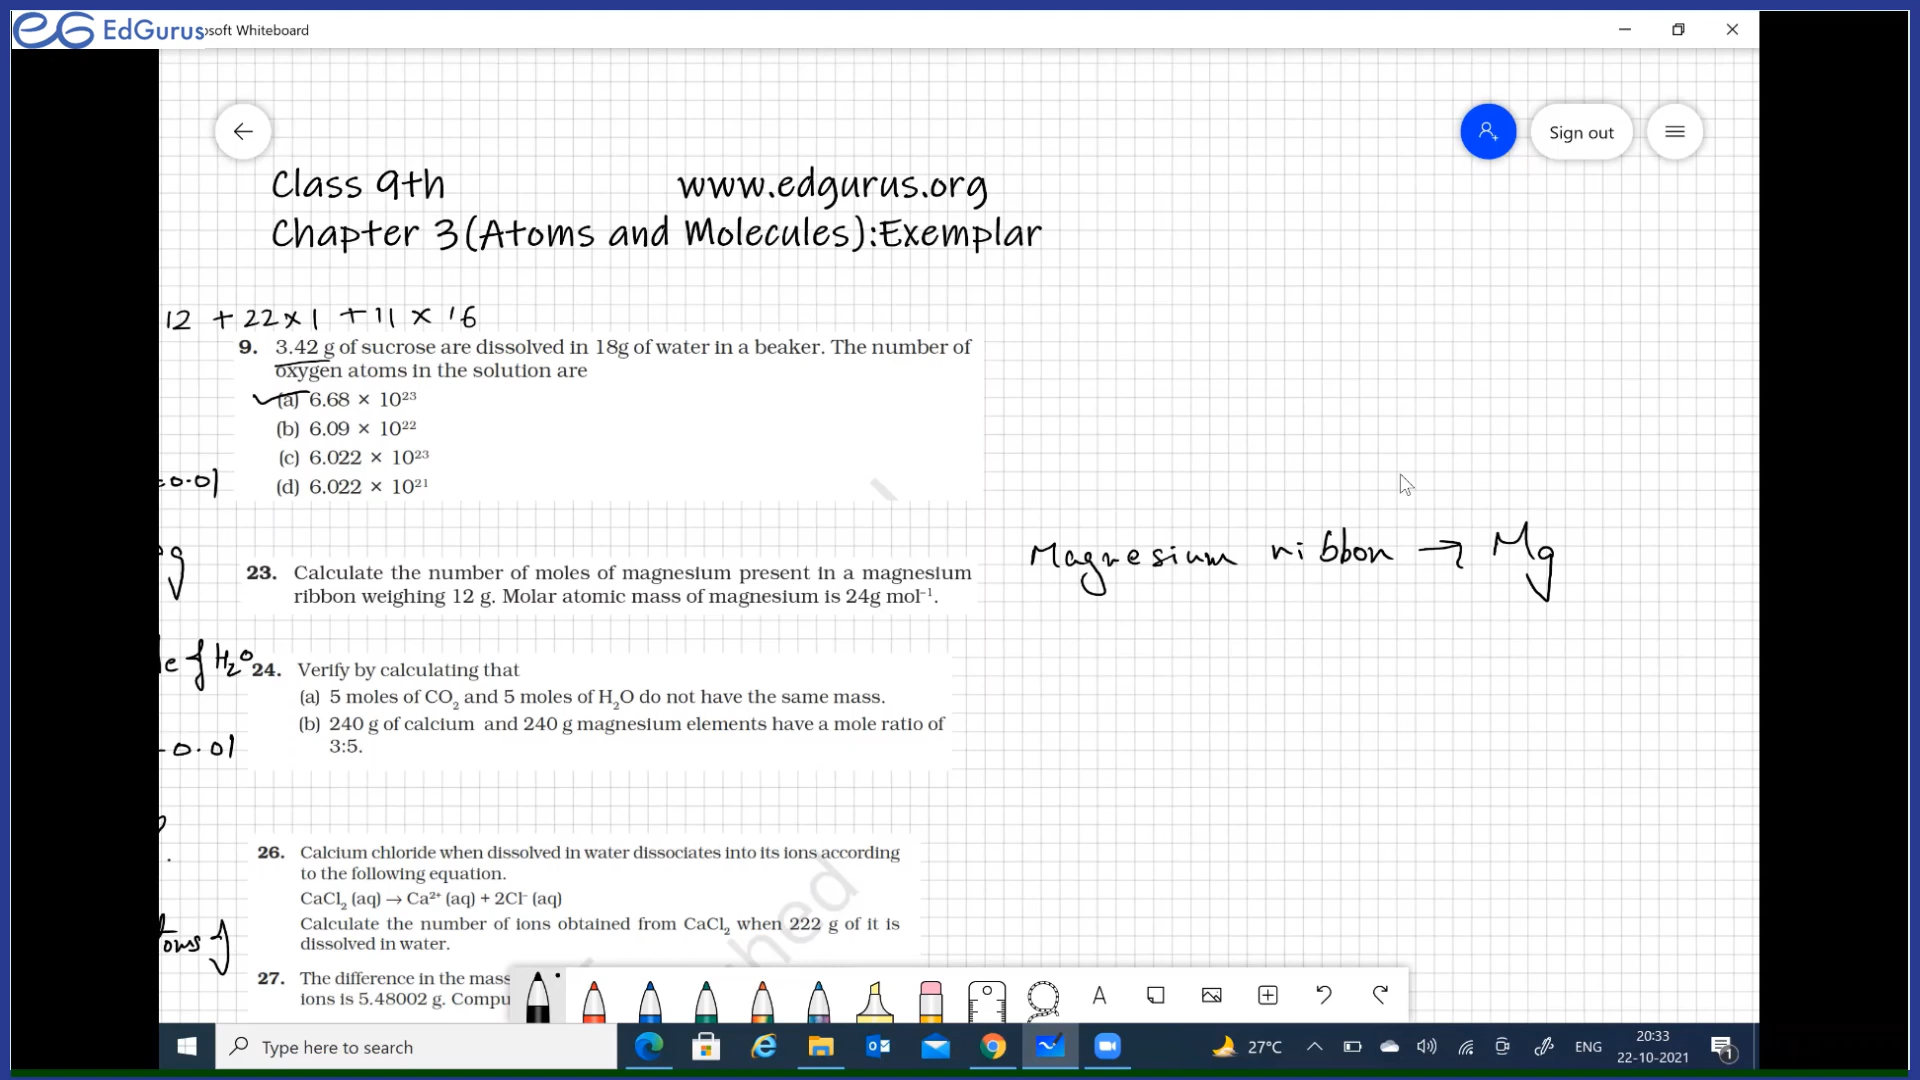 EdGurus osoft Whiteboard
Sign out
Class 9th www.edgurus.org
Chapter 3(Atoms and Molecules):Exemplar
12 + 22 × 1 + 11 × 16
9. 3.42 g of sucrose are dissolved in 18g of water in a beaker. The number of
oxygen atoms in the solution are
(a) 6.68 × 10²³
(b) 6.09 × 10²²
(c) 6.022 × 10²³
(d) 6.022 × 10²¹
=0.01
g
Magnesium ribbon → Mg
23. Calculate the number of moles of magnesium present in a magnesium
ribbon weighing 12 g. Molar atomic mass of magnesium is 24g mol⁻¹.
le of H₂O
24. Verify by calculating that
(a) 5 moles of CO₂ and 5 moles of H₂O do not have the same mass.
(b) 240 g of calcium and 240 g magnesium elements have a mole ratio of
3:5.
- 0.01
26. Calcium chloride when dissolved in water dissociates into its ions according
to the following equation.
CaCl₂ (aq) → Ca²⁺ (aq) + 2Cl⁻ (aq)
Calculate the number of ions obtained from CaCl₂ when 222 g of it is
dissolved in water.
toms of
27. The difference in the mass
ions is 5.48002 g. Compu
shed
A
Type here to search
27°C
ENG
20:33
22-10-2021
1